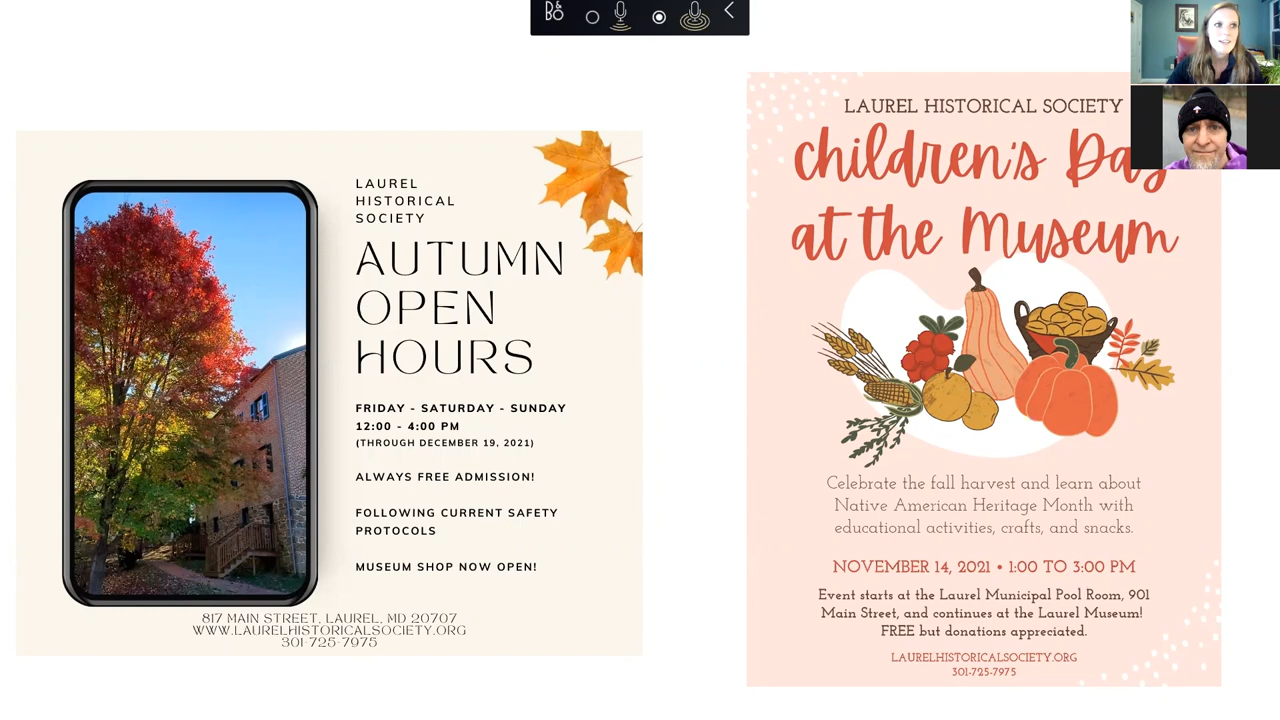 B&O
LAUREL
HISTORICAL
SOCIETY
AUTUMN
OPEN
HOURS
FRIDAY - SATURDAY - SUNDAY
12:00 - 4:00 PM
(THROUGH DECEMBER 19, 2021)
ALWAYS FREE ADMISSION!
FOLLOWING CURRENT SAFETY
PROTOCOLS
MUSEUM SHOP NOW OPEN!
817 MAIN STREET, LAUREL, MD 20707
WWW.LAURELHISTORICALSOCIETY.ORG
301-725-7975
LAUREL HISTORICAL SOCIETY
children's Day
at the Museum
Celebrate the fall harvest and learn about
Native American Heritage Month with
educational activities, crafts, and snacks.
NOVEMBER 14, 2021 • 1:00 TO 3:00 PM
Event starts at the Laurel Municipal Pool Room, 901
Main Street, and continues at the Laurel Museum!
FREE but donations appreciated.
LAURELHISTORICALSOCIETY.ORG
301-725-7975